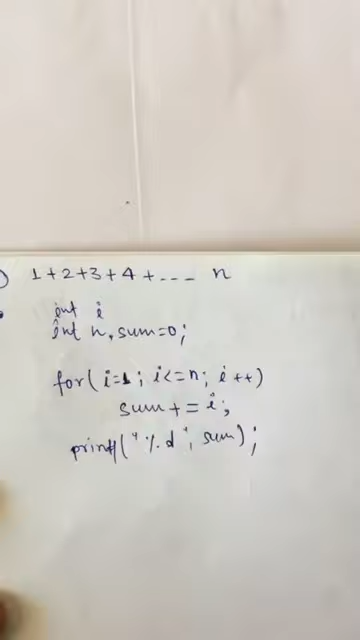 ) 1+2+3+4+---- n
int i
int n, sum=0;
for(i=1; i<=n; i++)
sum+=i;
printf("%d", sum);